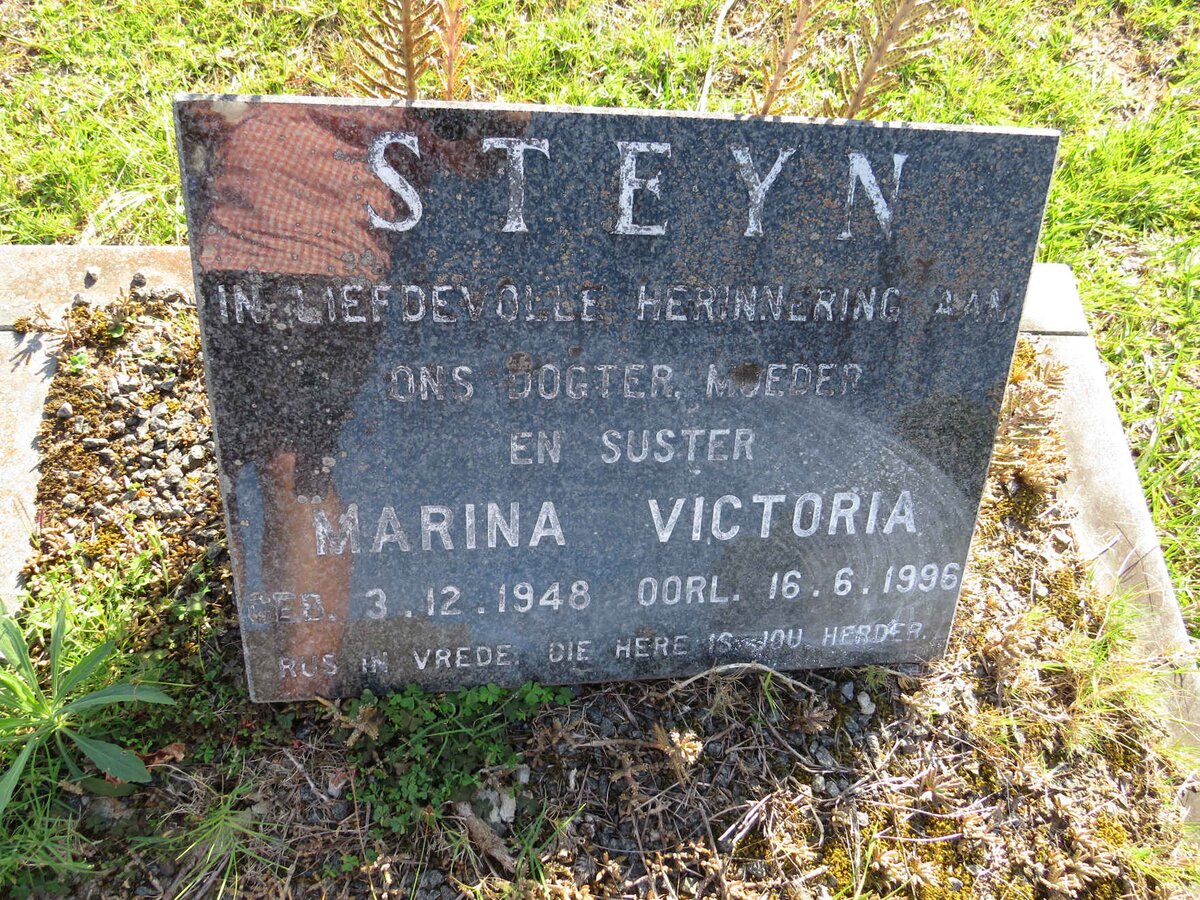 STEYN
IN LIEFDEVOLLE HERINNERING AAN
ONS DOGTER, MOEDER
EN SUSTER
MARINA VICTORIA
GEB. 3.12.1948 OORL. 16.6.1996
RUS IN VREDE. DIE HERE IS JOU HERDER.